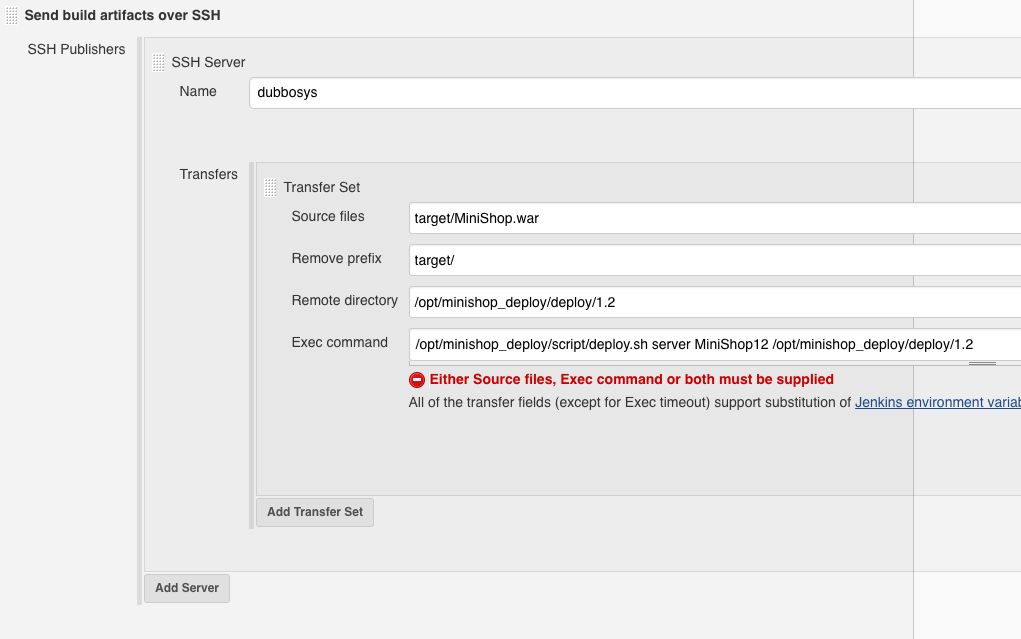 Send build artifacts over SSH
SSH Publishers
SSH Server
Name
dubbosys
Transfers
Transfer Set
Source files
target/MiniShop.war
Remove prefix
target/
Remote directory
/opt/minishop_deploy/deploy/1.2
Exec command
/opt/minishop_deploy/script/deploy.sh server MiniShop12 /opt/minishop_deploy/deploy/1.2
Either Source files, Exec command or both must be supplied
All of the transfer fields (except for Exec timeout) support substitution of Jenkins environment variab
Add Transfer Set
Add Server